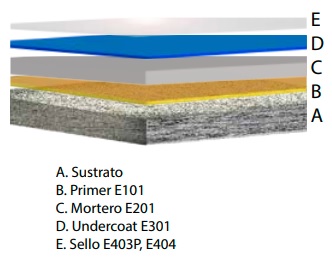 E
D
C
B
A
A. Sustrato
B. Primer E101
C. Mortero E201
D. Undercoat E301
E. Sello E403P, E404